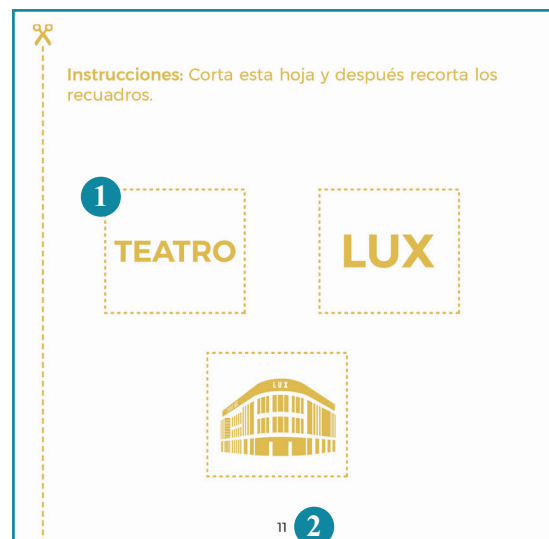 Instrucciones: Corta esta hoja y después recorta los
recuadros.
1
TEATRO
LUX
LUX
11
2